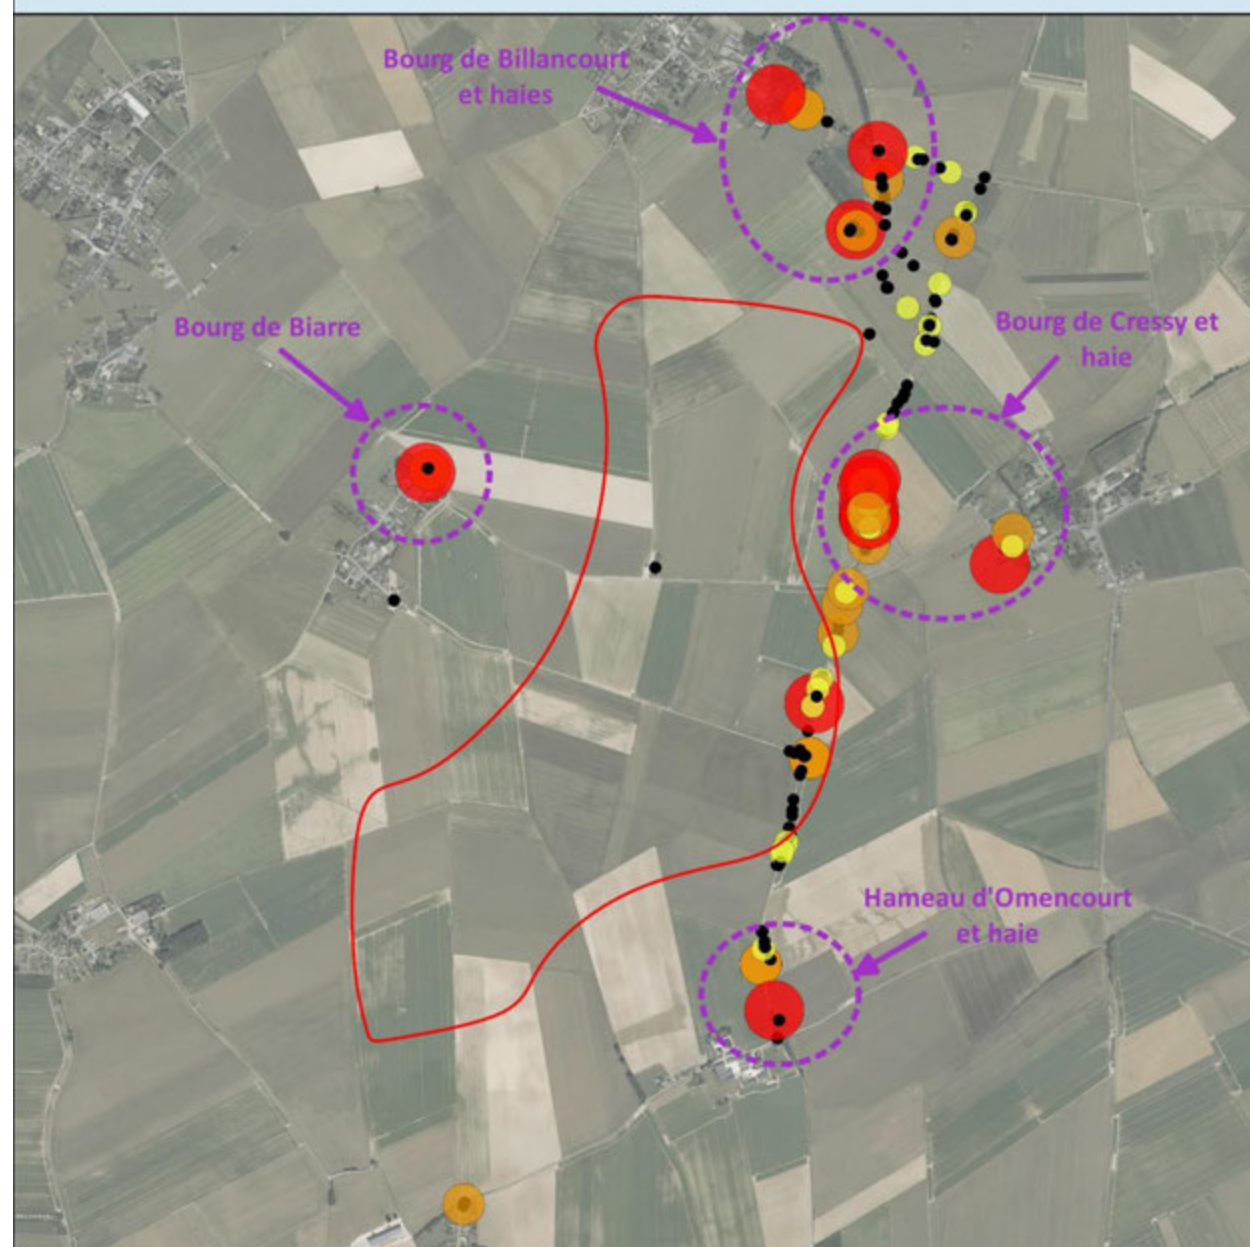 Bourg de Billancourt
et haies
Bourg de Biarre
Bourg de Cressy et
haie
Hameau d'Omencourt
et haie